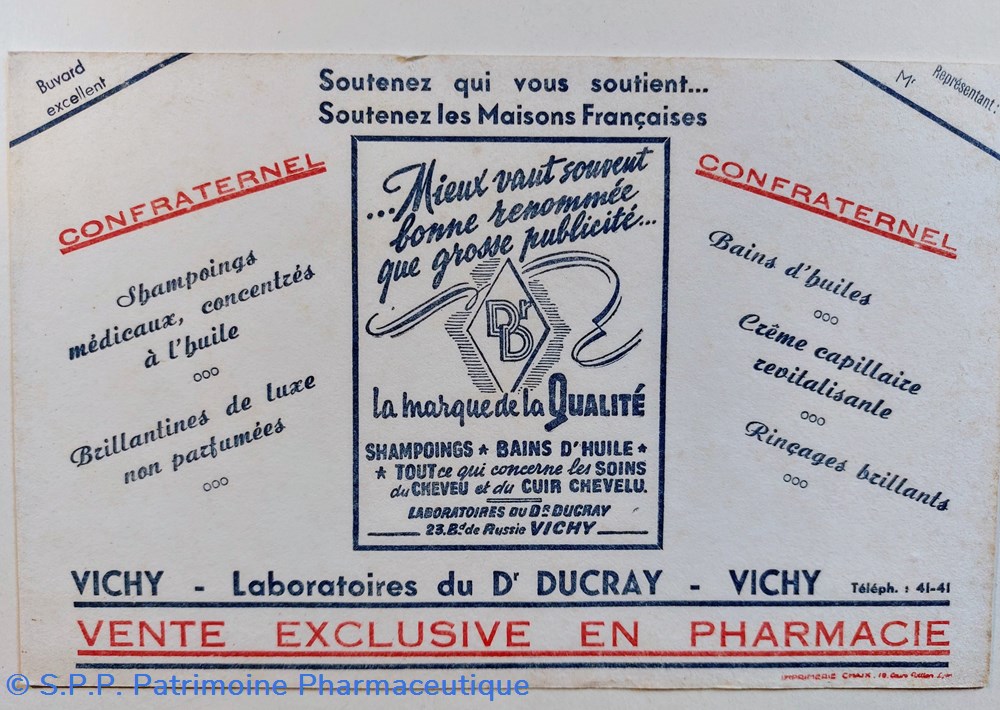 Buvard
excellent
Soutenez qui vous soutient...
Soutenez les Maisons Françaises
Mr Représentant:
CONFRATERNEL
Shampoings
médicaux, concentrés
à l'huile
ooo
Brillantines de luxe
non parfumées
ooo
...Mieux vaut souvent
bonne renommée
que grosse publicité...
Dr D
la marque de la QUALITÉ
SHAMPOINGS * BAINS D'HUILE *
* TOUT ce qui concerne les SOINS
du CHEVEU et du CUIR CHEVELU.
LABORATOIRES DU Dr DUCRAY
23. Bd de Russie VICHY
CONFRATERNEL
Bains d'huiles
ooo
Crême capillaire
revitalisante
ooo
Rinçages brillants
ooo
VICHY - Laboratoires du Dr DUCRAY - VICHY Téléph. : 41-41
VENTE EXCLUSIVE EN PHARMACIE
IMPRIMERIE CHAIX. 10. Cours
© S.P.P. Patrimoine Pharmaceutique